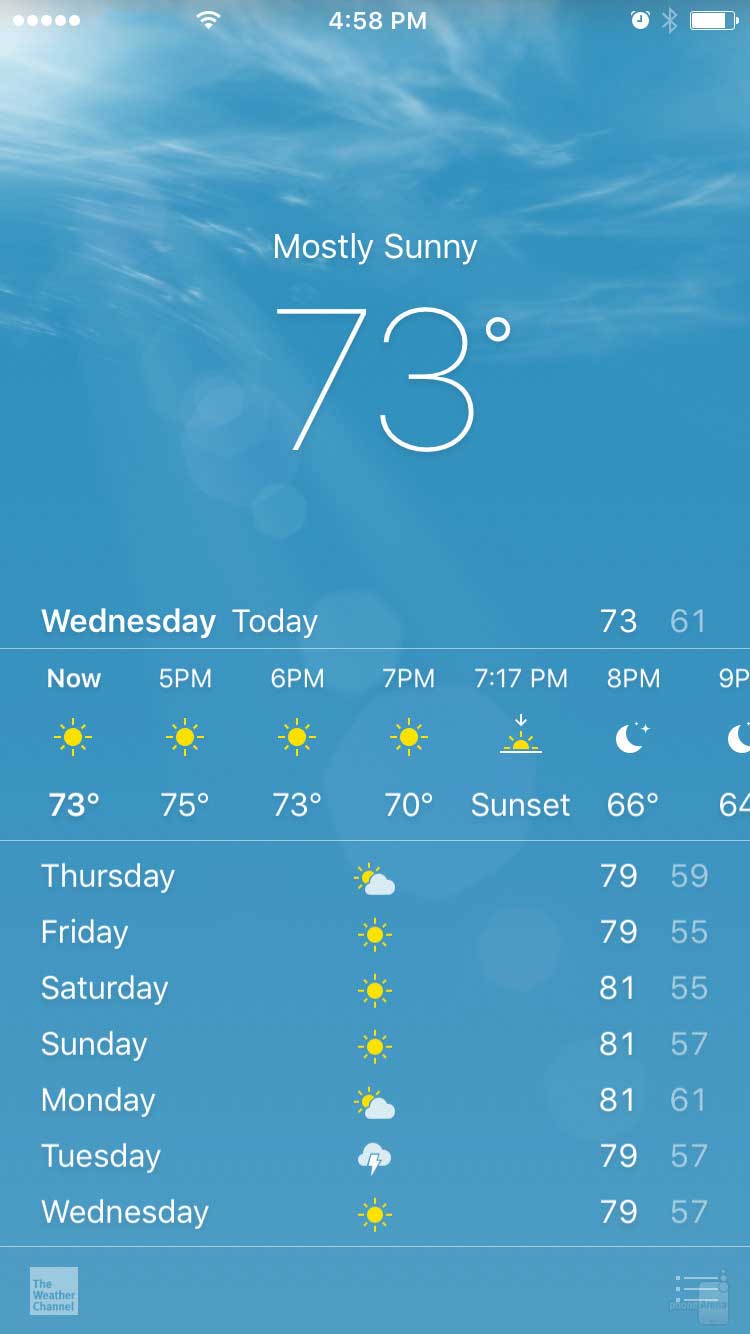 4:58 PM
Mostly Sunny
73°
Wednesday Today 73 61
Now 5PM 6PM 7PM 7:17 PM 8PM 9P
73° 75° 73° 70° Sunset 66° 64
Thursday 79 59
Friday 79 55
Saturday 81 55
Sunday 81 57
Monday 81 61
Tuesday 79 57
Wednesday 79 57
The
Weather
Channel
phoneArena